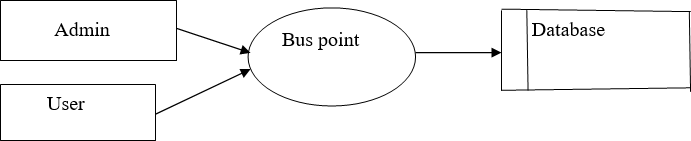 Admin
Bus point
Database
User